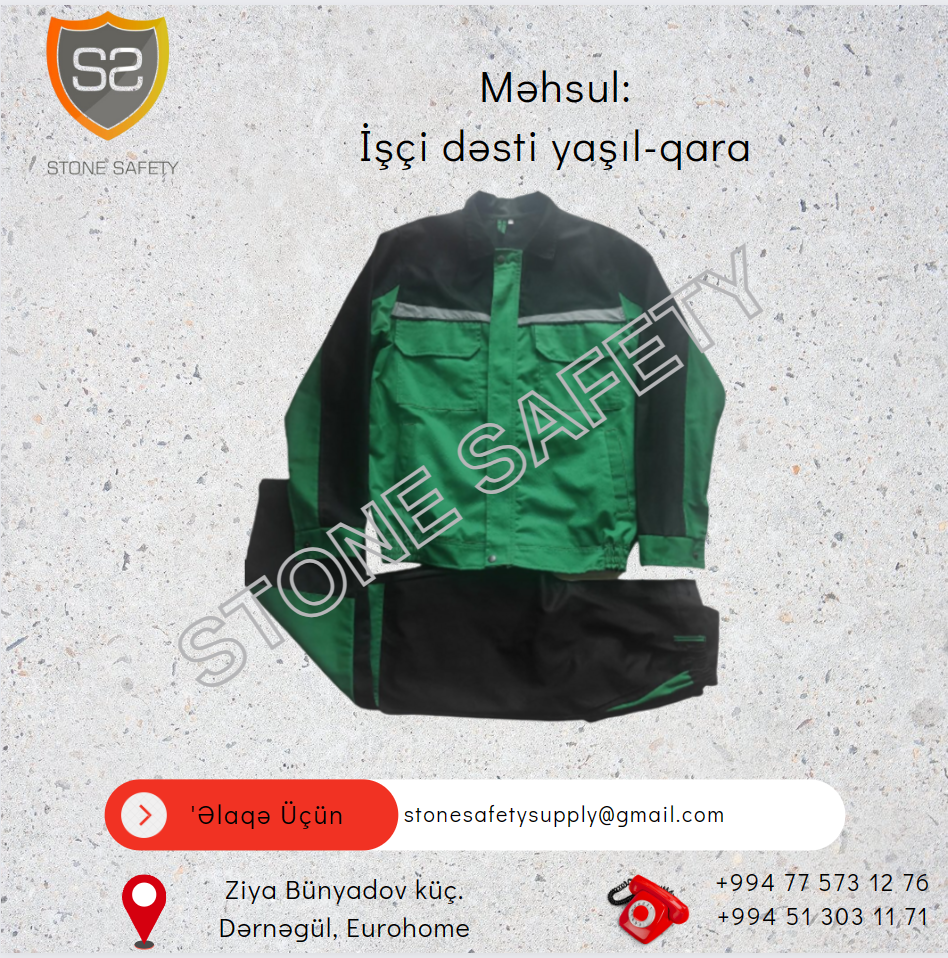 SS
STONE SAFETY
Məhsul:
İşçi dəsti yaşıl-qara
STONE SAFETY
'Əlaqə Üçün
stonesafetysupply@gmail.com
Ziya Bünyadov küç.
Dərnəgül, Eurohome
+994 77 573 12 76
+994 51 303 11 71